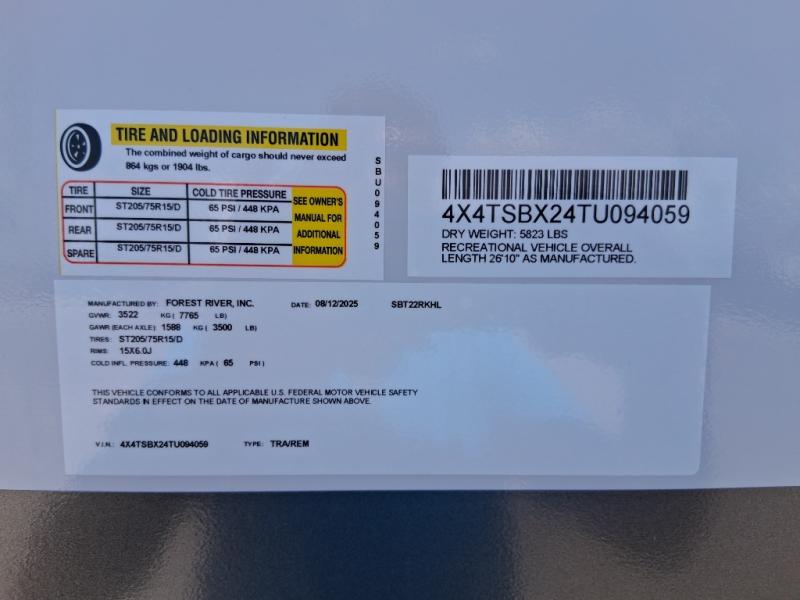 TIRE AND LOADING INFORMATION
The combined weight of cargo should never exceed
864 kgs or 1904 lbs.
TIRE SIZE COLD TIRE PRESSURE SEE OWNER'S
FRONT ST205/75R15/D 65 PSI / 448 KPA MANUAL FOR
REAR ST205/75R15/D 65 PSI / 448 KPA ADDITIONAL
SPARE ST205/75R15/D 65 PSI / 448 KPA INFORMATION
SBU094059
4X4TSBX24TU094059
DRY WEIGHT: 5823 LBS
RECREATIONAL VEHICLE OVERALL
LENGTH 26'10" AS MANUFACTURED.
MANUFACTURED BY: FOREST RIVER, INC. DATE: 08/12/2025 SBT22RKHL
GVWR: 3522 KG ( 7765 LB)
GAWR (EACH AXLE): 1588 KG ( 3500 LB)
TIRES: ST205/75R15/D
RIMS: 15X6.0J
COLD INFL. PRESSURE: 448 KPA ( 65 PSI )
THIS VEHICLE CONFORMS TO ALL APPLICABLE U.S. FEDERAL MOTOR VEHICLE SAFETY
STANDARDS IN EFFECT ON THE DATE OF MANUFACTURE SHOWN ABOVE.
V.I.N.: 4X4TSBX24TU094059 TYPE: TRA/REM